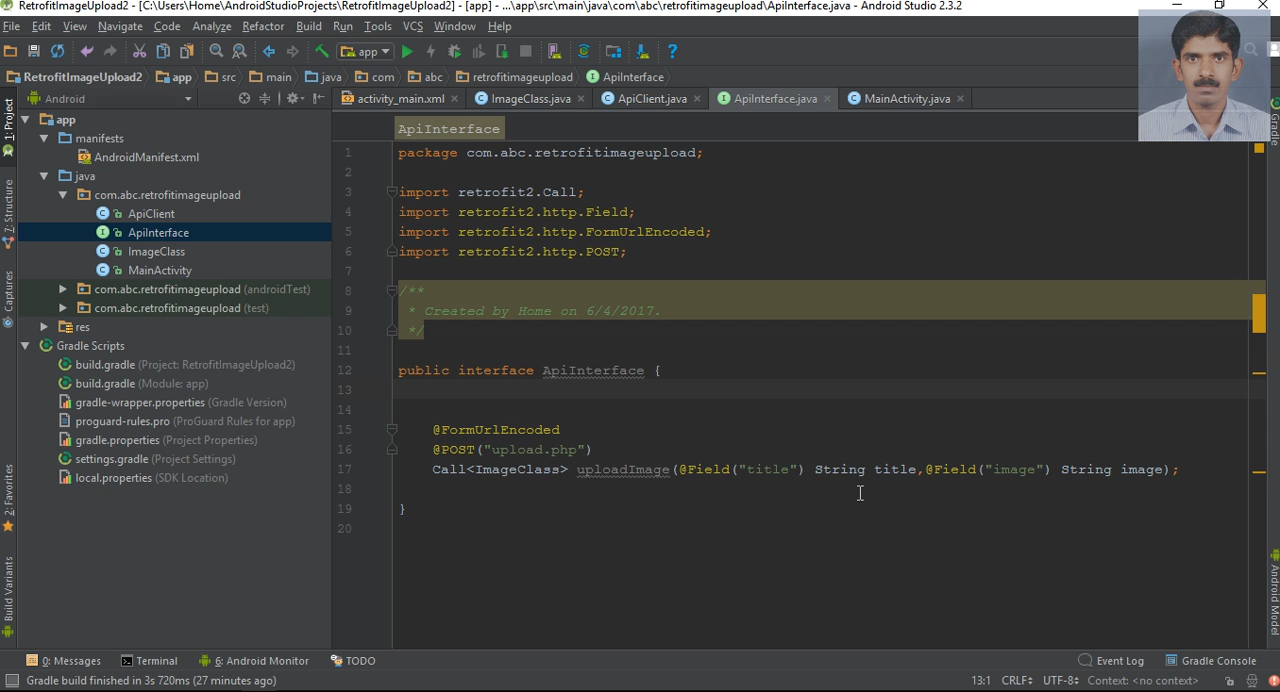 RetrofitImageUpload2 - [C:\Users\Home\AndroidStudioProjects\RetrofitImageUpload2] - [app] - ...\app\src\main\java\com\abc\retrofitimageupload\ApiInterface.java - Android Studio 2.3.2
File Edit View Navigate Code Analyze Refactor Build Run Tools VCS Window Help
app
RetrofitImageUpload2 app src main java com abc retrofitimageupload ApiInterface
Android
activity_main.xml ImageClass.java ApiClient.java ApiInterface.java MainActivity.java
1: Project
Z: Structure
Captures
2: Favorites
Build Variants
app
manifests
AndroidManifest.xml
java
com.abc.retrofitimageupload
ApiClient
ApiInterface
ImageClass
MainActivity
com.abc.retrofitimageupload (androidTest)
com.abc.retrofitimageupload (test)
res
Gradle Scripts
build.gradle (Project: RetrofitImageUpload2)
build.gradle (Module: app)
gradle-wrapper.properties (Gradle Version)
proguard-rules.pro (ProGuard Rules for app)
gradle.properties (Project Properties)
settings.gradle (Project Settings)
local.properties (SDK Location)
ApiInterface
1 package com.abc.retrofitimageupload;
2
3 import retrofit2.Call;
4 import retrofit2.http.Field;
5 import retrofit2.http.FormUrlEncoded;
6 import retrofit2.http.POST;
7
8 /**
9 * Created by Home on 6/4/2017.
10 */
11
12 public interface ApiInterface {
13
14
15 @FormUrlEncoded
16 @POST("upload.php")
17 Call<ImageClass> uploadImage(@Field("title") String title,@Field("image") String image);
18
19 }
20
Gradle
Android Model
0: Messages Terminal 6: Android Monitor TODO Event Log Gradle Console
Gradle build finished in 3s 720ms (27 minutes ago) 13:1 CRLF UTF-8 Context: <no context>